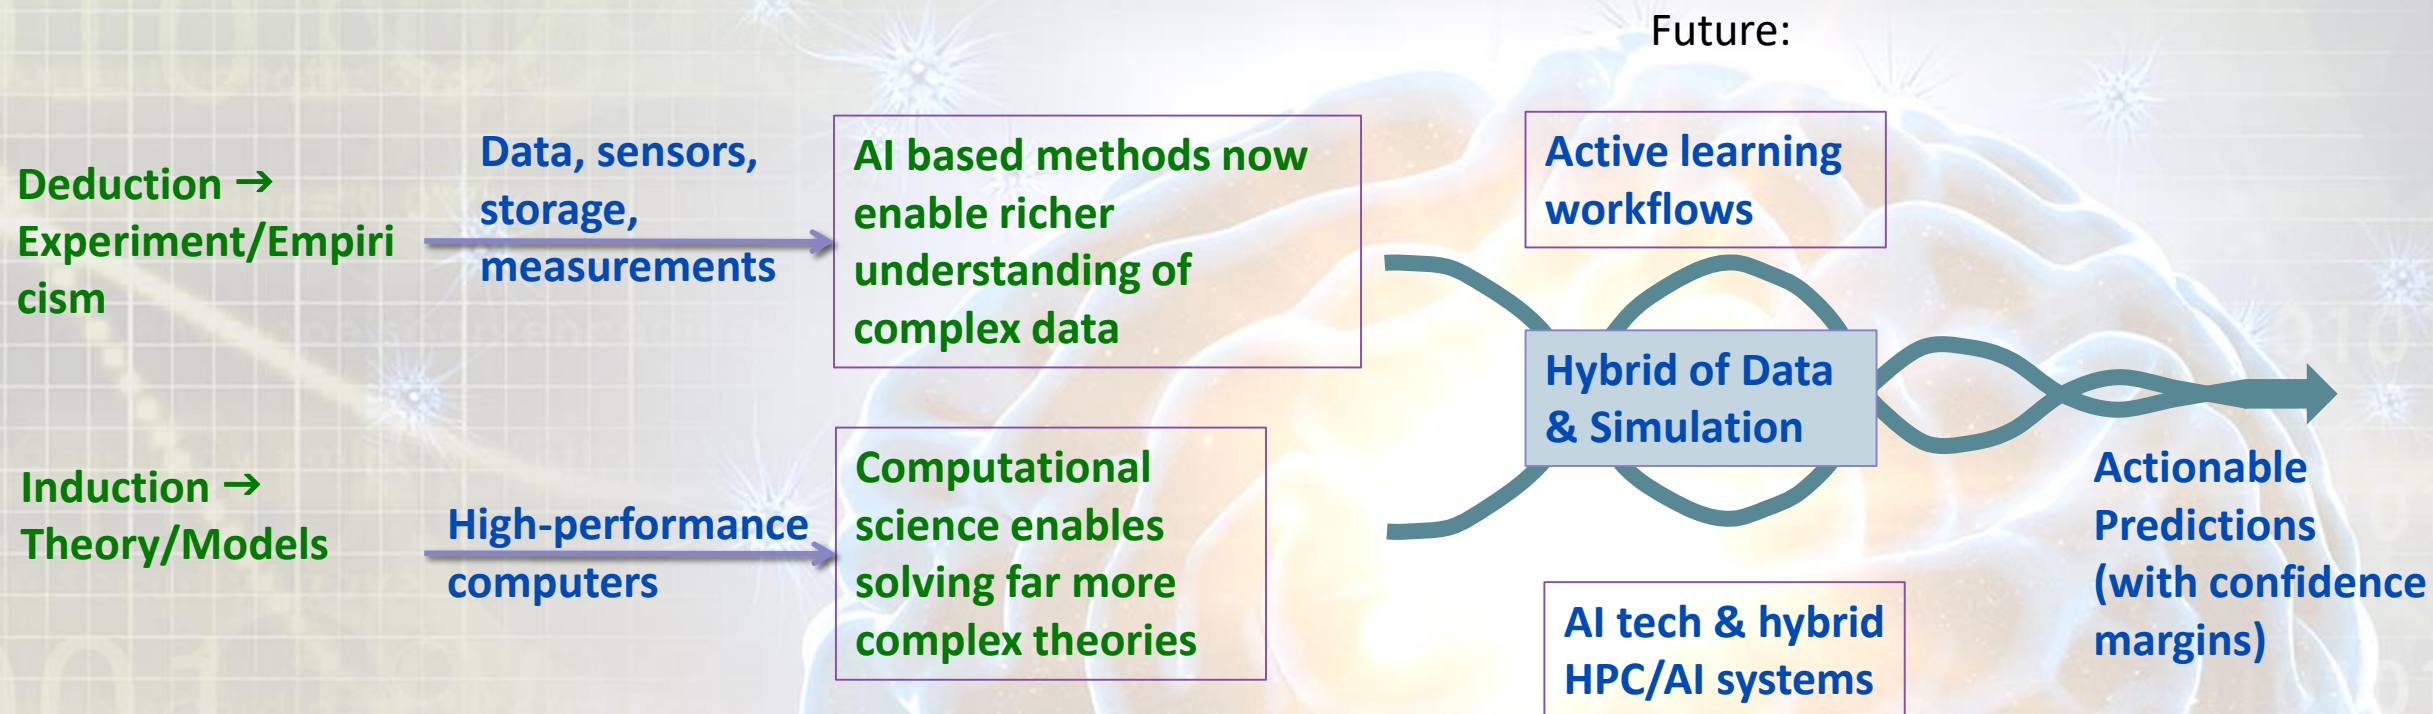 Future:
Deduction →
Experiment/Empiri
cism
Data, sensors,
storage,
measurements
AI based methods now
enable richer
understanding of
complex data
Active learning
workflows
Hybrid of Data
& Simulation
Induction →
Theory/Models
High-performance
computers
Computational
science enables
solving far more
complex theories
AI tech & hybrid
HPC/AI systems
Actionable
Predictions
(with confidence
margins)